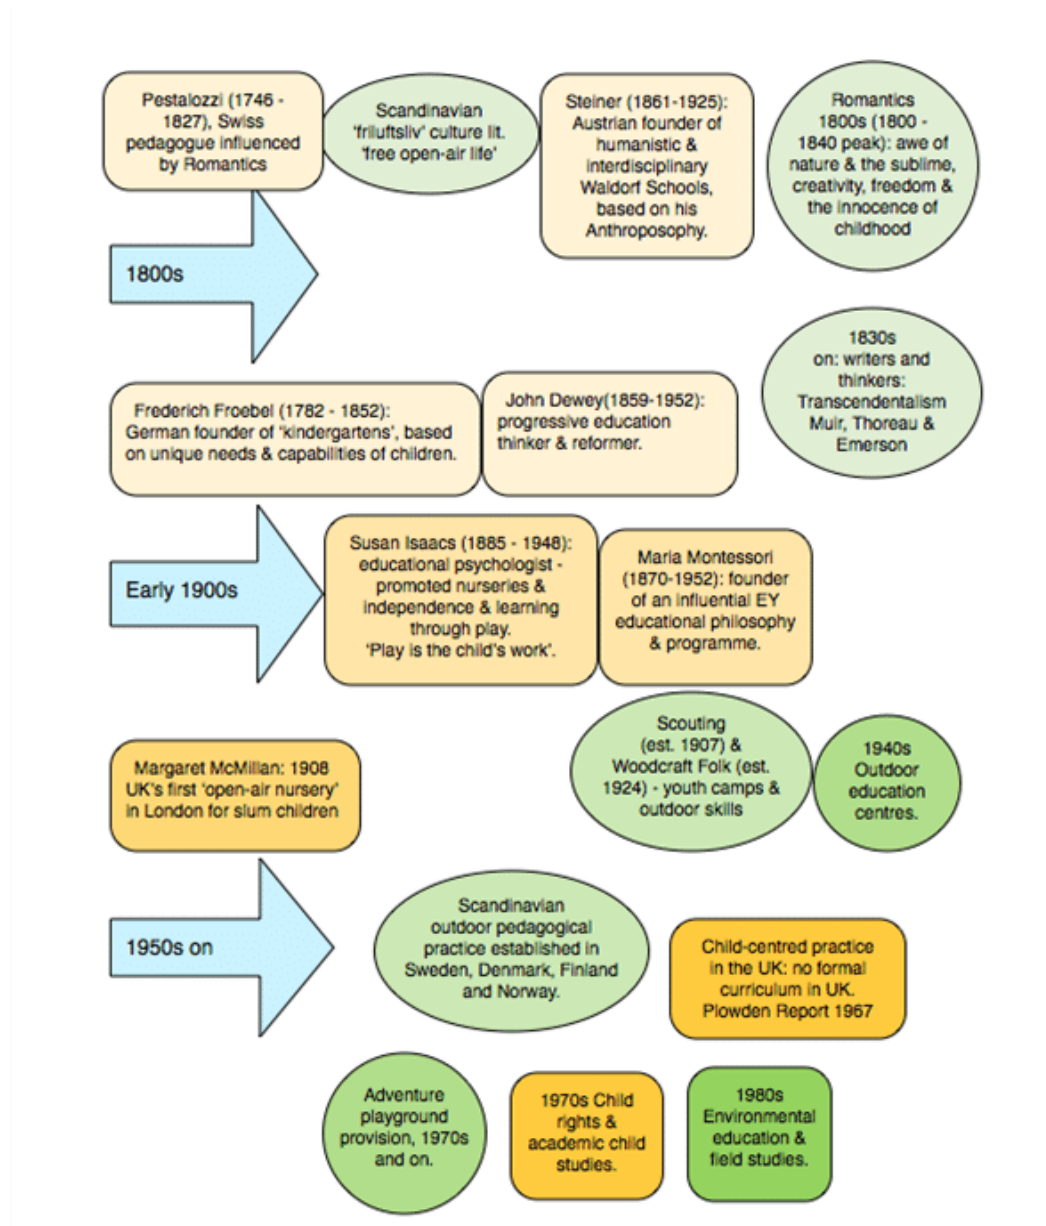 Pestalozzi (1746 -
1827), Swiss
pedagogue influenced
by Romantics
Scandinavian
'friluftsliv' culture lit.
'free open-air life'
Steiner (1861-1925):
Austrian founder of
humanistic &
interdisciplinary
Waldorf Schools,
based on his
Anthroposophy.
Romantics
1800s (1800 -
1840 peak): awe of
nature & the sublime,
creativity, freedom &
the innocence of
childhood
1800s
1830s
on: writers and
thinkers:
Transcendentalism
Muir, Thoreau &
Emerson
Frederich Froebel (1782 - 1852):
German founder of 'kindergartens', based
on unique needs & capabilities of children.
John Dewey(1859-1952):
progressive education
thinker & reformer.
Early 1900s
Susan Isaacs (1885 - 1948):
educational psychologist -
promoted nurseries &
independence & learning
through play.
'Play is the child's work'.
Maria Montessori
(1870-1952): founder
of an influential EY
educational philosophy
& programme.
Scouting
(est. 1907) &
Woodcraft Folk (est.
1924) - youth camps &
outdoor skills
1940s
Outdoor
education
centres.
Margaret McMillan: 1908
UK's first 'open-air nursery'
in London for slum children
1950s on
Scandinavian
outdoor pedagogical
practice established in
Sweden, Denmark, Finland
and Norway.
Child-centred practice
in the UK: no formal
curriculum in UK.
Plowden Report 1967
Adventure
playground
provision, 1970s
and on.
1970s Child
rights &
academic child
studies.
1980s
Environmental
education &
field studies.